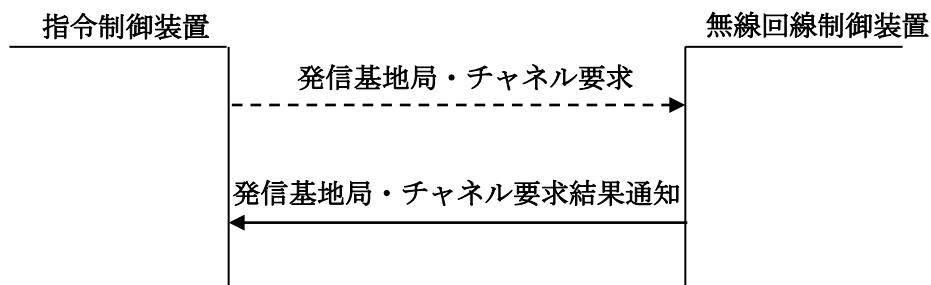 指令制御装置
無線回線制御装置
発信基地局・チャネル要求
発信基地局・チャネル要求結果通知